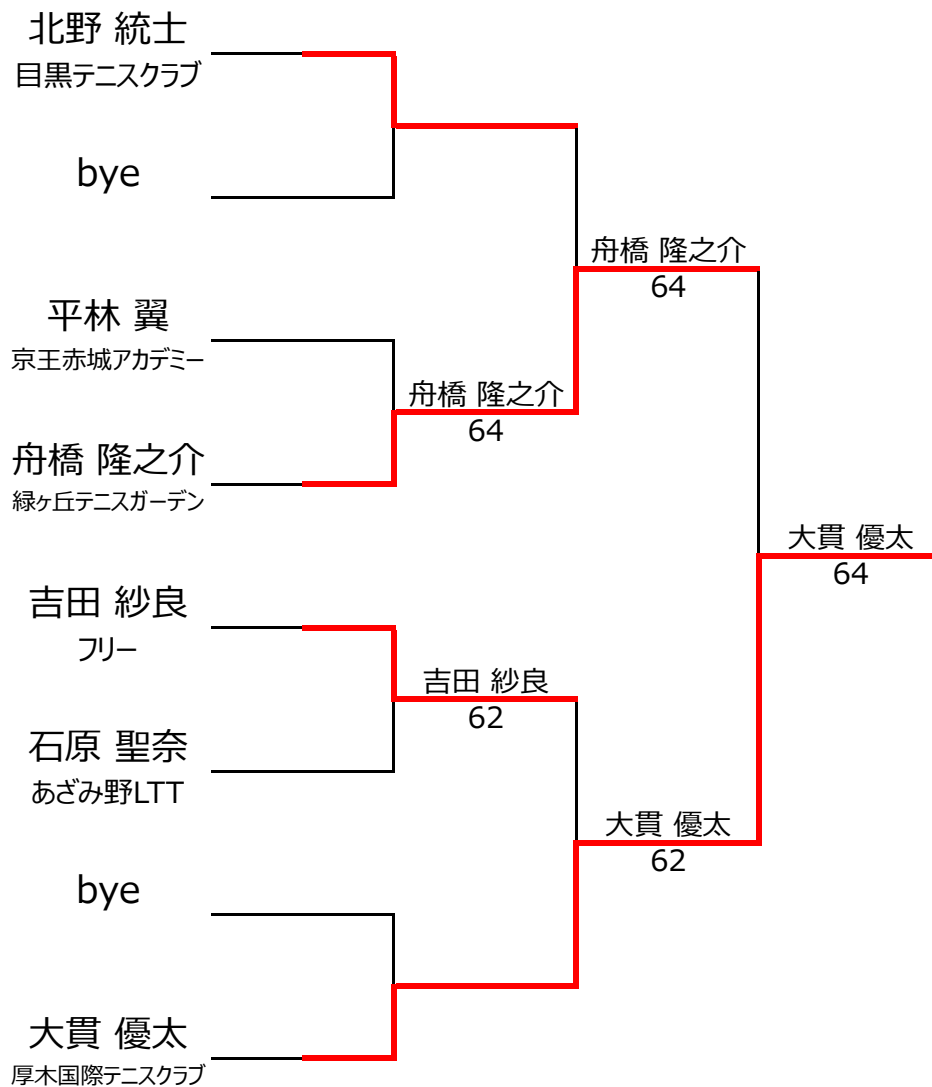 北野 統士
目黒テニスクラブ
bye
平林 翼
京王赤城アカデミー
舟橋 隆之介
緑ヶ丘テニスガーデン
吉田 紗良
フリー
石原 聖奈
あざみ野LTT
bye
大貫 優太
厚木国際テニスクラブ
舟橋 隆之介
64
吉田 紗良
62
舟橋 隆之介
64
大貫 優太
62
大貫 優太
64